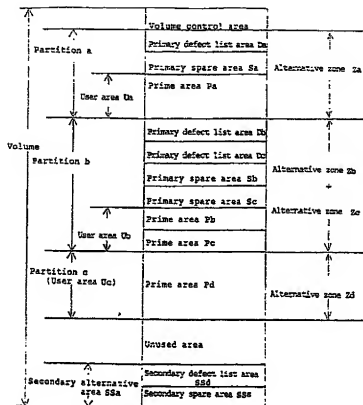 Volume control area
Partition a
Primary defect list area Da
Primary spare area Sa
Alternative zone Za
User area Ua
Prime area Pa
Primary defect list area Db
Volume
Primary defect list area Dc
Partition b
Alternative zone Zb
Primary spare area Sb
+
Primary spare area Sc
Alternative zone Zc
Prime area Pb
User area Ub
Prime area Pc
Partition c
(User area Uc)
Prime area Pd
Alternative zone Zd
Unused area
Secondary alternative
area SSa
Secondary defect list area
SSd
Secondary spare area SSs